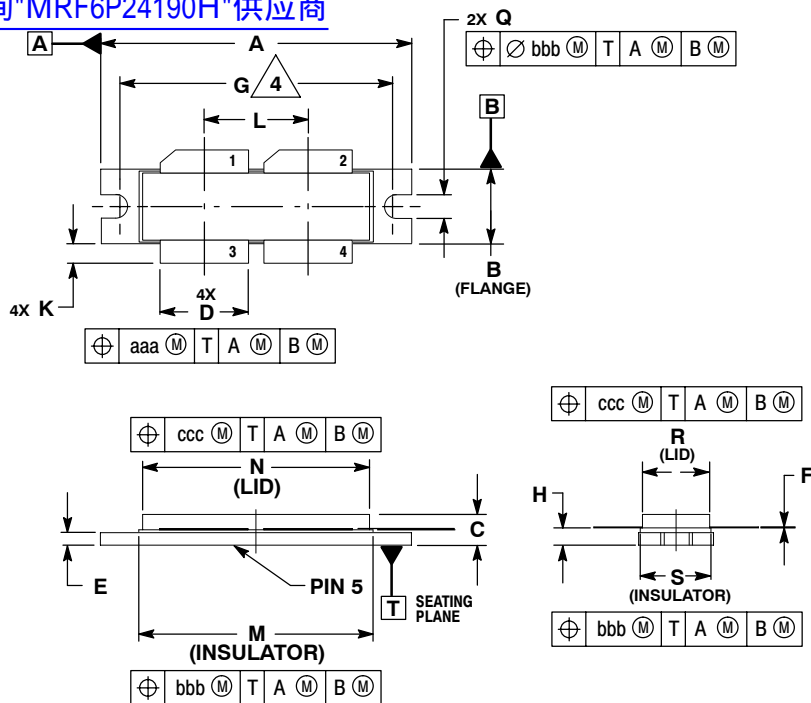 询"MRF6P24190H"供应商
2X Q
A
A
⌖ ∅ bbb Ⓜ T A Ⓜ B Ⓜ
G 4
L
B
1
2
3
4
B
(FLANGE)
4X K
4X
D
⌖ aaa Ⓜ T A Ⓜ B Ⓜ
⌖ ccc Ⓜ T A Ⓜ B Ⓜ
N
(LID)
C
E
PIN 5
T SEATING
PLANE
M
(INSULATOR)
⌖ bbb Ⓜ T A Ⓜ B Ⓜ
⌖ ccc Ⓜ T A Ⓜ B Ⓜ
R
(LID)
F
H
S
(INSULATOR)
⌖ bbb Ⓜ T A Ⓜ B Ⓜ